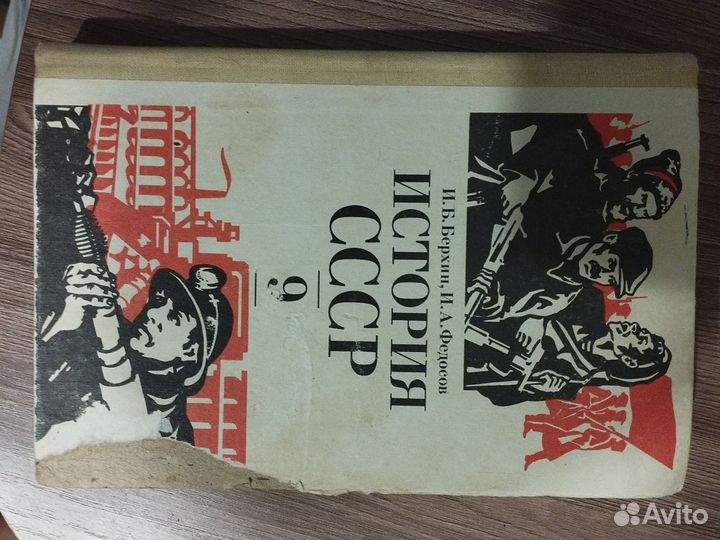 И. Б. Берхин, И. А. Федосов
ИСТОРИЯ
СССР
9
Avito